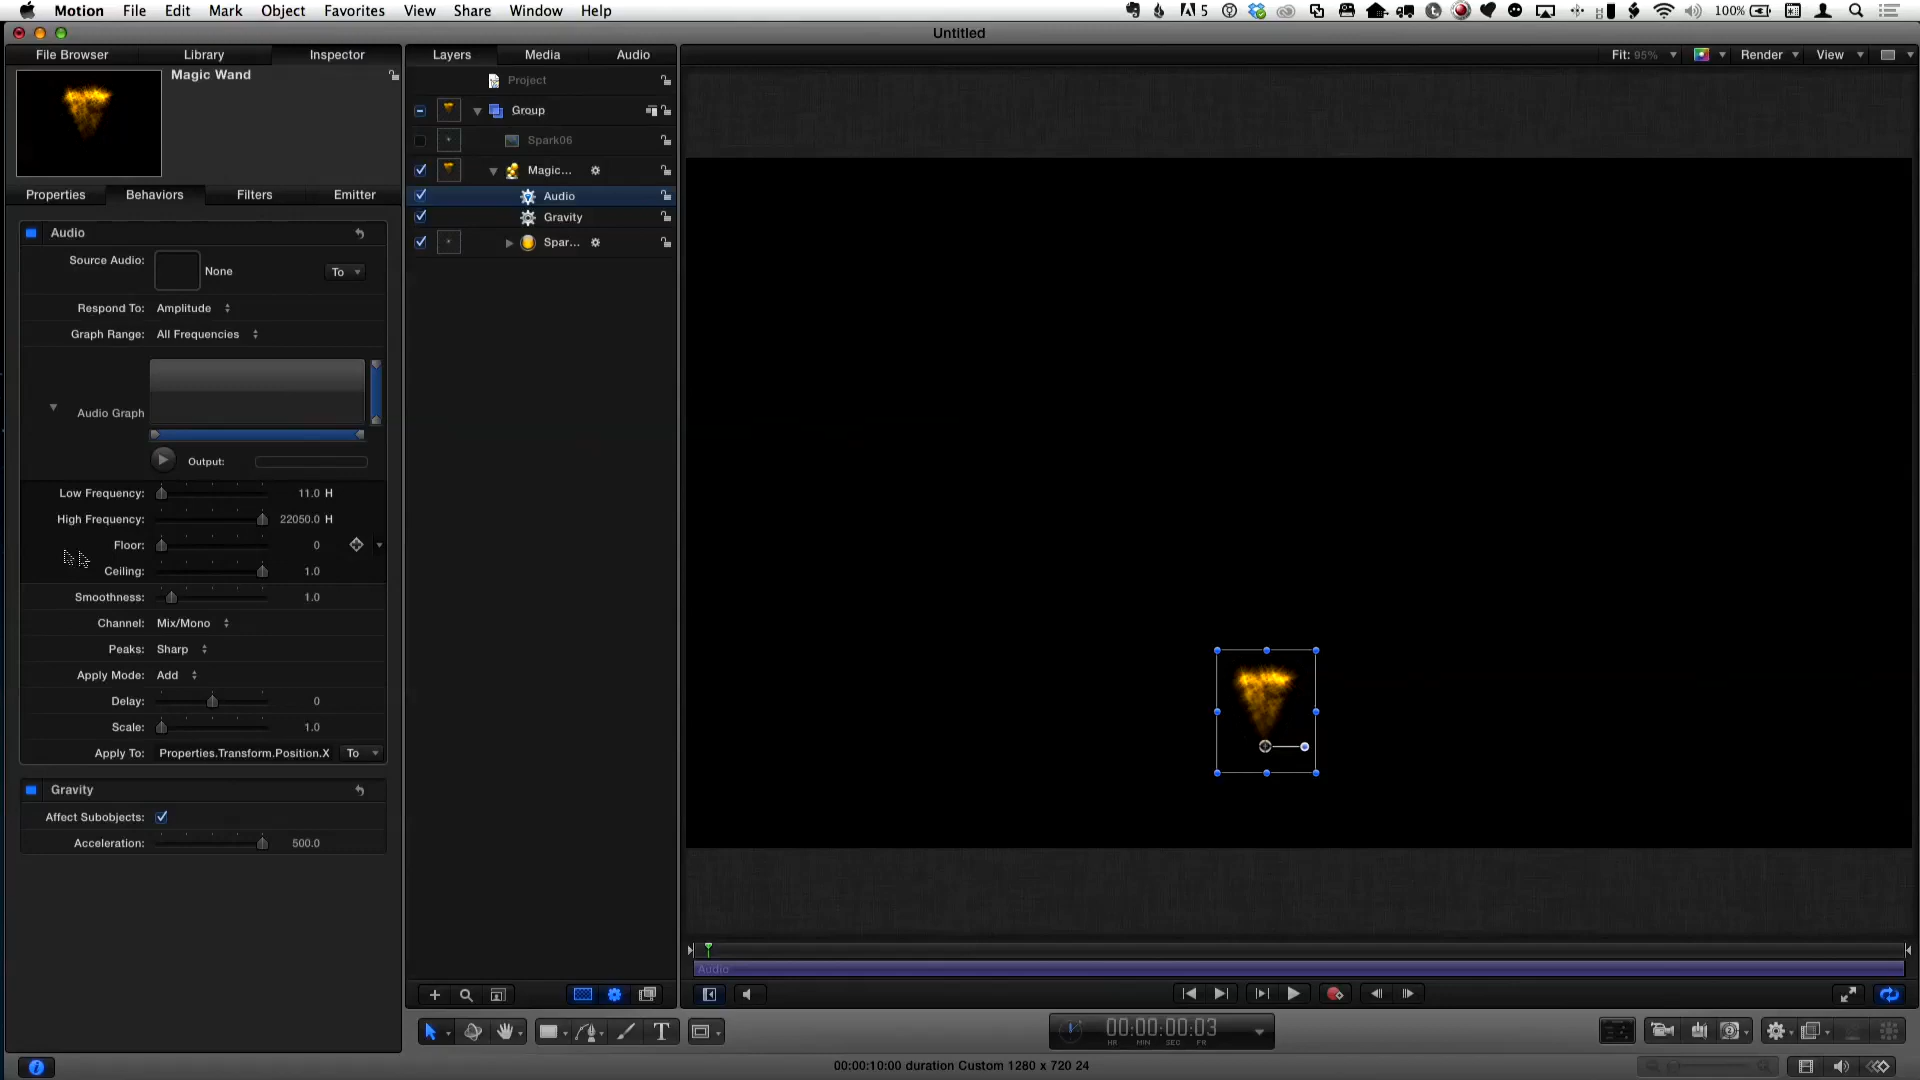 Motion File Edit Mark Object Favorites View Share Window Help
5 100%
Untitled
File Browser Library Inspector
Layers Media Audio
Fit: 95% Render View
Magic Wand
Project
Group
Spark06
Magic...
Audio
Gravity
Spar...
Properties Behaviors Filters Emitter
Audio
Source Audio: None To
Respond To: Amplitude
Graph Range: All Frequencies
Audio Graph
Output:
Low Frequency: 11.0 H
High Frequency: 22050.0 H
Floor: 0
Ceiling: 1.0
Smoothness: 1.0
Channel: Mix/Mono
Peaks: Sharp
Apply Mode: Add
Delay: 0
Scale: 1.0
Apply To: Properties.Transform.Position.X To
Gravity
Affect Subobjects:
Acceleration: 500.0
Audio
T
00:00:00:03
HR MIN SEC FR
00:00:10:00 duration Custom 1280 x 720 24